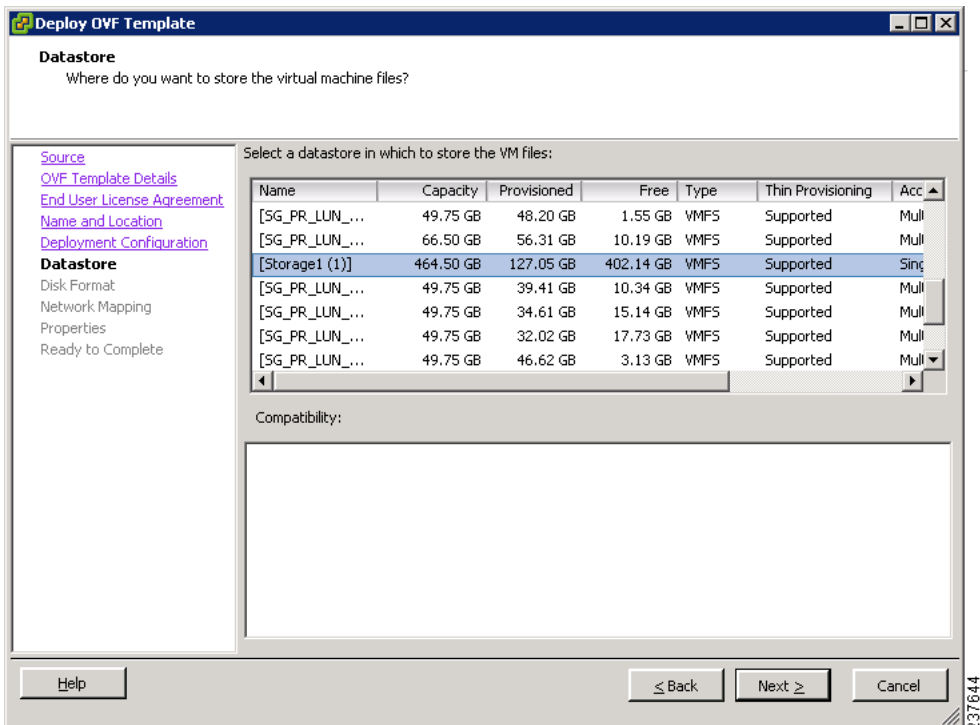 Deploy OVF Template
Datastore
Where do you want to store the virtual machine files?
Source
OVF Template Details
End User License Agreement
Name and Location
Deployment Configuration
Datastore
Disk Format
Network Mapping
Properties
Ready to Complete
Select a datastore in which to store the VM files:
Name Capacity Provisioned Free Type Thin Provisioning Acc
[SG_PR_LUN_... 49.75 GB 48.20 GB 1.55 GB VMFS Supported Mul
[SG_PR_LUN_... 66.50 GB 56.31 GB 10.19 GB VMFS Supported Mul
[Storage1 (1)] 464.50 GB 127.05 GB 402.14 GB VMFS Supported Sing
[SG_PR_LUN_... 49.75 GB 39.41 GB 10.34 GB VMFS Supported Mul
[SG_PR_LUN_... 49.75 GB 34.61 GB 15.14 GB VMFS Supported Mul
[SG_PR_LUN_... 49.75 GB 32.02 GB 17.73 GB VMFS Supported Mul
[SG_PR_LUN_... 49.75 GB 46.62 GB 3.13 GB VMFS Supported Mul
Compatibility:
Help
< Back
Next >
Cancel